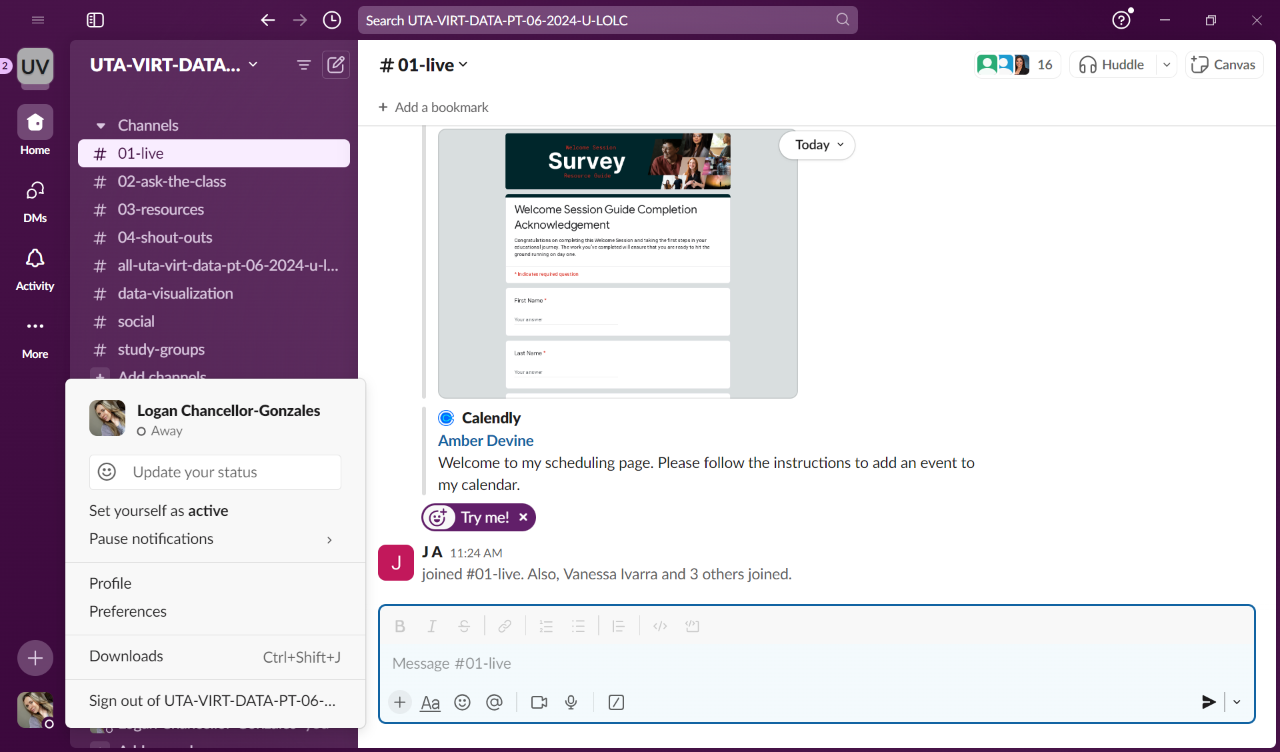 Search UTA-VIRT-DATA-PT-06-2024-U-LOLC
2
UV
Home
DMs
Activity
More
UTA-VIRT-DATA...
Channels
# 01-live
# 02-ask-the-class
# 03-resources
# 04-shout-outs
# all-uta-virt-data-pt-06-2024-u-l...
# data-visualization
# social
# study-groups
+ Add channels
Logan Chancellor-Gonzales
Away
Update your status
Set yourself as active
Pause notifications
Profile
Preferences
Downloads Ctrl+Shift+J
Sign out of UTA-VIRT-DATA-PT-06-...
# 01-live
16
Huddle
Canvas
+ Add a bookmark
Today
Welcome Session
Survey
Resource Guide
Welcome Session Guide Completion
Acknowledgement
Congratulations on completing this Welcome Session and taking the first steps in your
educational journey. The work you've completed will ensure that you are ready to hit the
ground running on day one.
* Indicates required question
First Name *
Your answer
Last Name *
Your answer
Calendly
Amber Devine
Welcome to my scheduling page. Please follow the instructions to add an event to
my calendar.
Try me!
J
J A 11:24 AM
joined #01-live. Also, Vanessa Ivarra and 3 others joined.
B I S
Message #01-live
+ Aa @